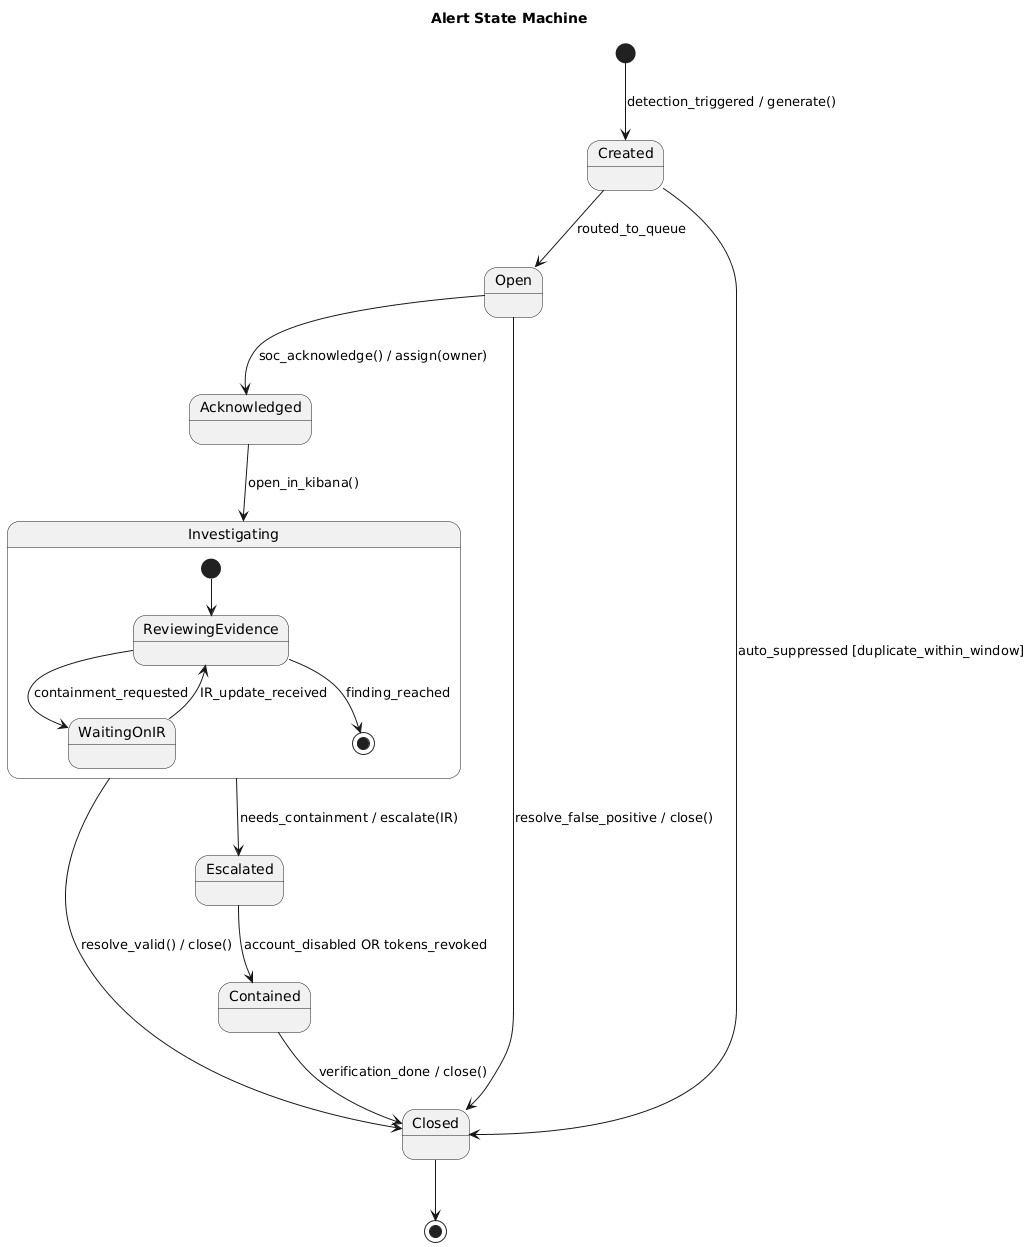 Alert State Machine
detection_triggered / generate()
Created
routed_to_queue
Open
soc_acknowledge() / assign(owner)
Acknowledged
open_in_kibana()
Investigating
ReviewingEvidence
auto_suppressed [duplicate_within_window]
containment_requested
IR_update_received
finding_reached
WaitingOnIR
needs_containment / escalate(IR)
resolve_false_positive / close()
Escalated
resolve_valid() / close()
account_disabled OR tokens_revoked
Contained
verification_done / close()
Closed